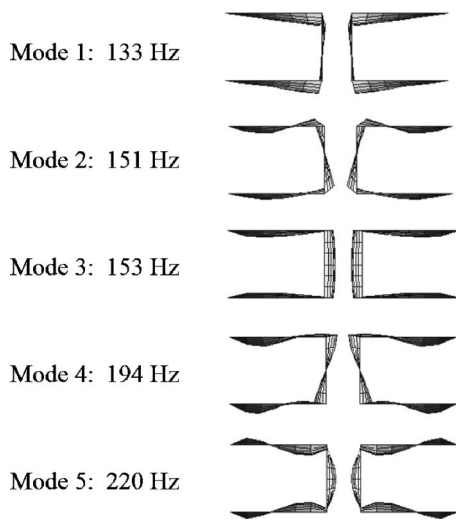 Mode 1: 133 Hz
Mode 2: 151 Hz
Mode 3: 153 Hz
Mode 4: 194 Hz
Mode 5: 220 Hz